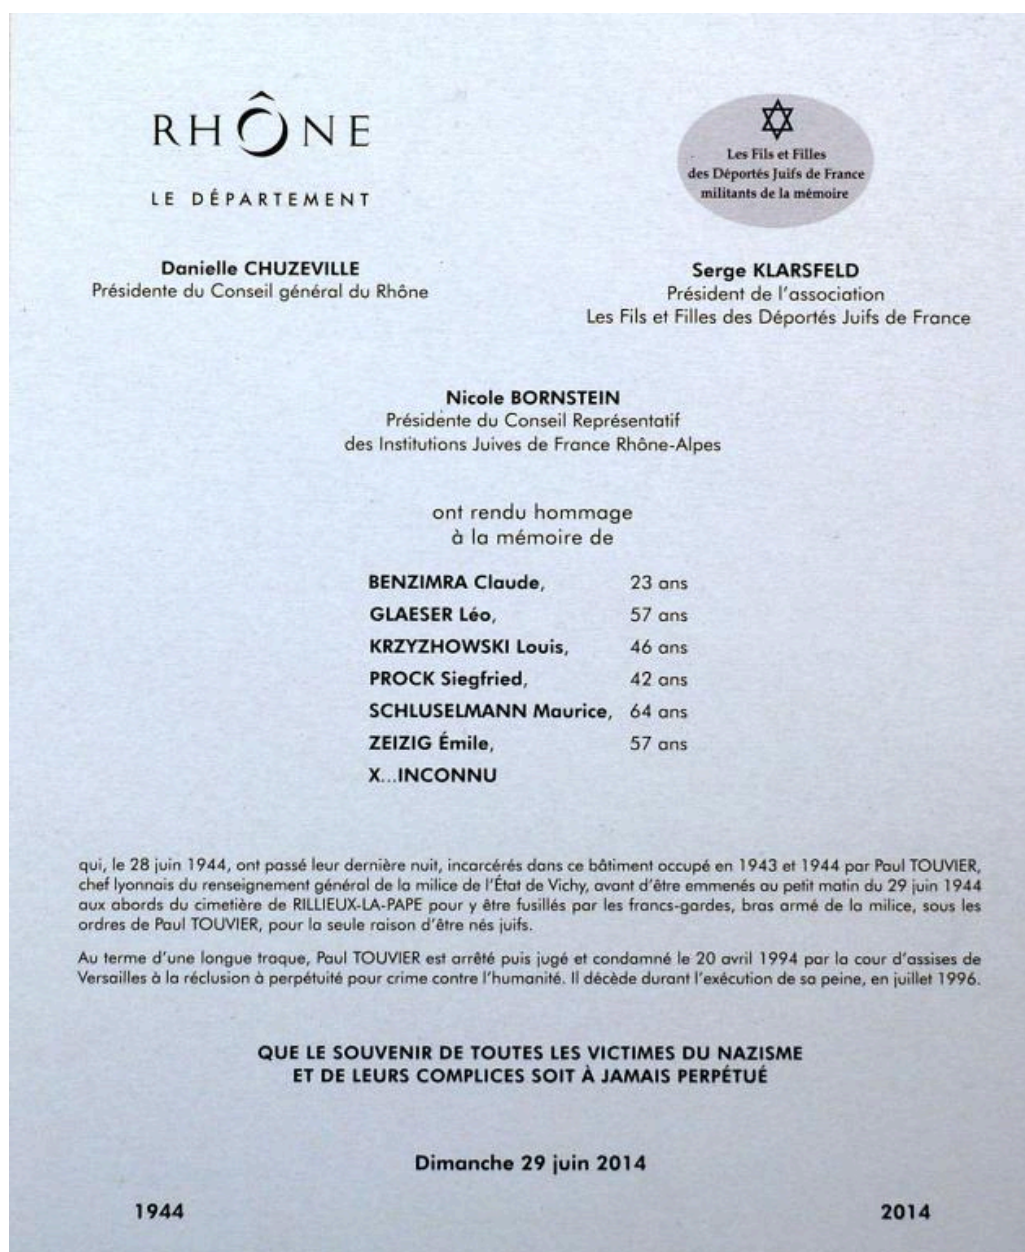 RHÔNE
LE DÉPARTEMENT
Les Fils et Filles
des Déportés Juifs de France
militants de la mémoire
Danielle CHUZEVILLE
Présidente du Conseil général du Rhône
Serge KLARSFELD
Président de l'association
Les Fils et Filles des Déportés Juifs de France
Nicole BORNSTEIN
Présidente du Conseil Représentatif
des Institutions Juives de France Rhône-Alpes
ont rendu hommage
à la mémoire de
BENZIMRA Claude, 23 ans
GLAESER Léo, 57 ans
KRZYZHOWSKI Louis, 46 ans
PROCK Siegfried, 42 ans
SCHLUSELMANN Maurice, 64 ans
ZEIZIG Émile, 57 ans
X...INCONNU
qui, le 28 juin 1944, ont passé leur dernière nuit, incarcérés dans ce bâtiment occupé en 1943 et 1944 par Paul TOUVIER,
chef lyonnais du renseignement général de la milice de l'État de Vichy, avant d'être emmenés au petit matin du 29 juin 1944
aux abords du cimetière de RILLIEUX-LA-PAPE pour y être fusillés par les francs-gardes, bras armé de la milice, sous les
ordres de Paul TOUVIER, pour la seule raison d'être nés juifs.
Au terme d'une longue traque, Paul TOUVIER est arrêté puis jugé et condamné le 20 avril 1994 par la cour d'assises de
Versailles à la réclusion à perpétuité pour crime contre l'humanité. Il décède durant l'exécution de sa peine, en juillet 1996.
QUE LE SOUVENIR DE TOUTES LES VICTIMES DU NAZISME
ET DE LEURS COMPLICES SOIT À JAMAIS PERPÉTUÉ
Dimanche 29 juin 2014
1944 2014